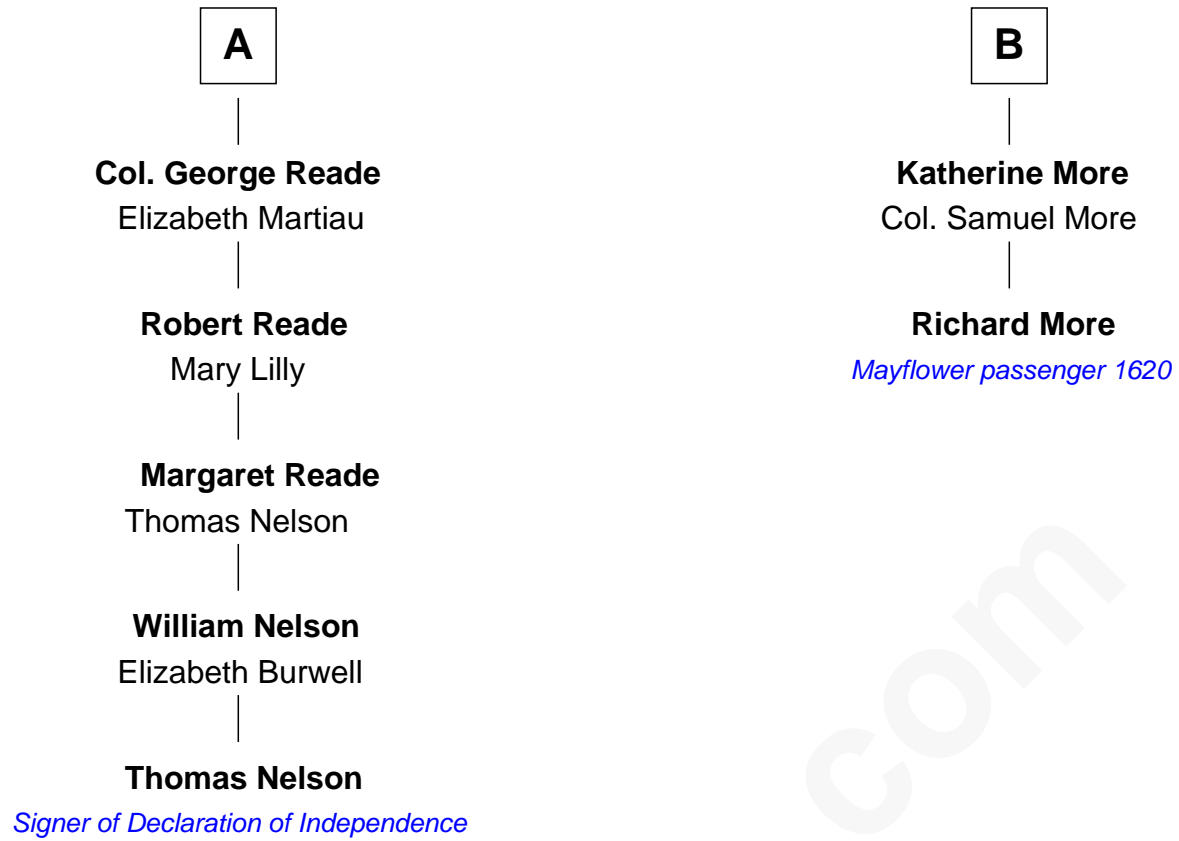 A
Col. George Reade
Elizabeth Martiau
Robert Reade
Mary Lilly
Margaret Reade
Thomas Nelson
William Nelson
Elizabeth Burwell
Thomas Nelson
Signer of Declaration of Independence
B
Katherine More
Col. Samuel More
Richard More
Mayflower passenger 1620
com